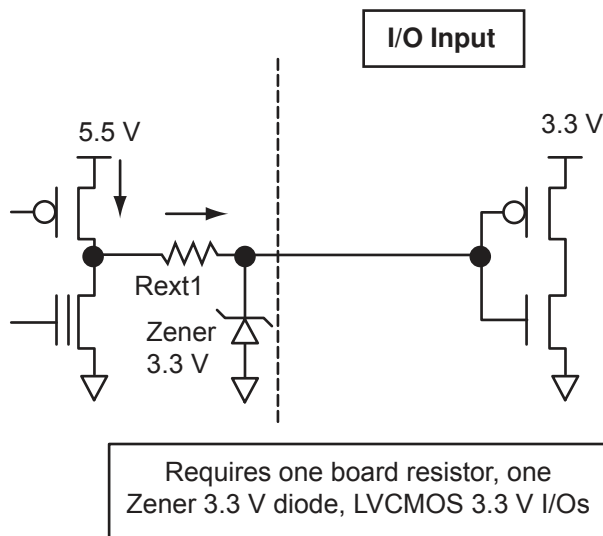 I/O Input
5.5 V
3.3 V
Rext1
Zener
3.3 V
Requires one board resistor, one
Zener 3.3 V diode, LVCMOS 3.3 V I/Os